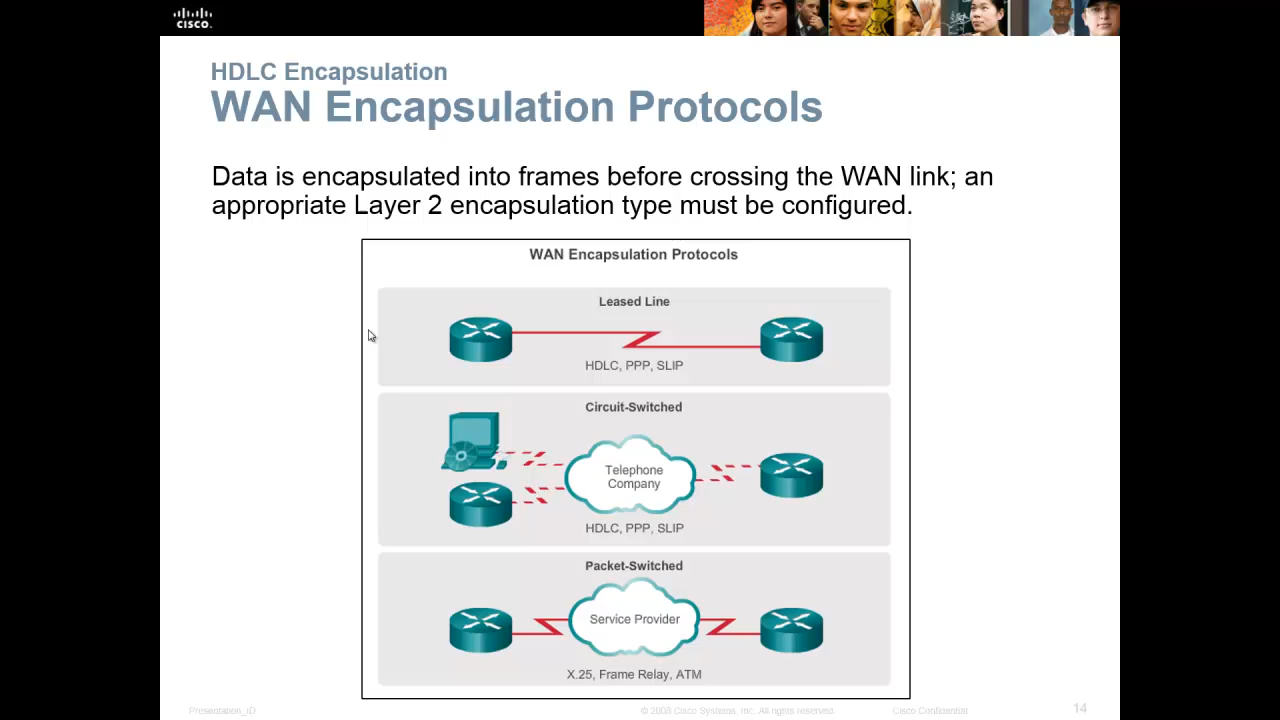 CISCO.
HDLC Encapsulation
WAN Encapsulation Protocols
Data is encapsulated into frames before crossing the WAN link; an
appropriate Layer 2 encapsulation type must be configured.
WAN Encapsulation Protocols
Leased Line
HDLC, PPP, SLIP
Circuit-Switched
Telephone
Company
HDLC, PPP, SLIP
Packet-Switched
Service Provider
X.25, Frame Relay, ATM
Presentation_ID
© 2008 Cisco Systems, Inc. All rights reserved.
Cisco Confidential
14